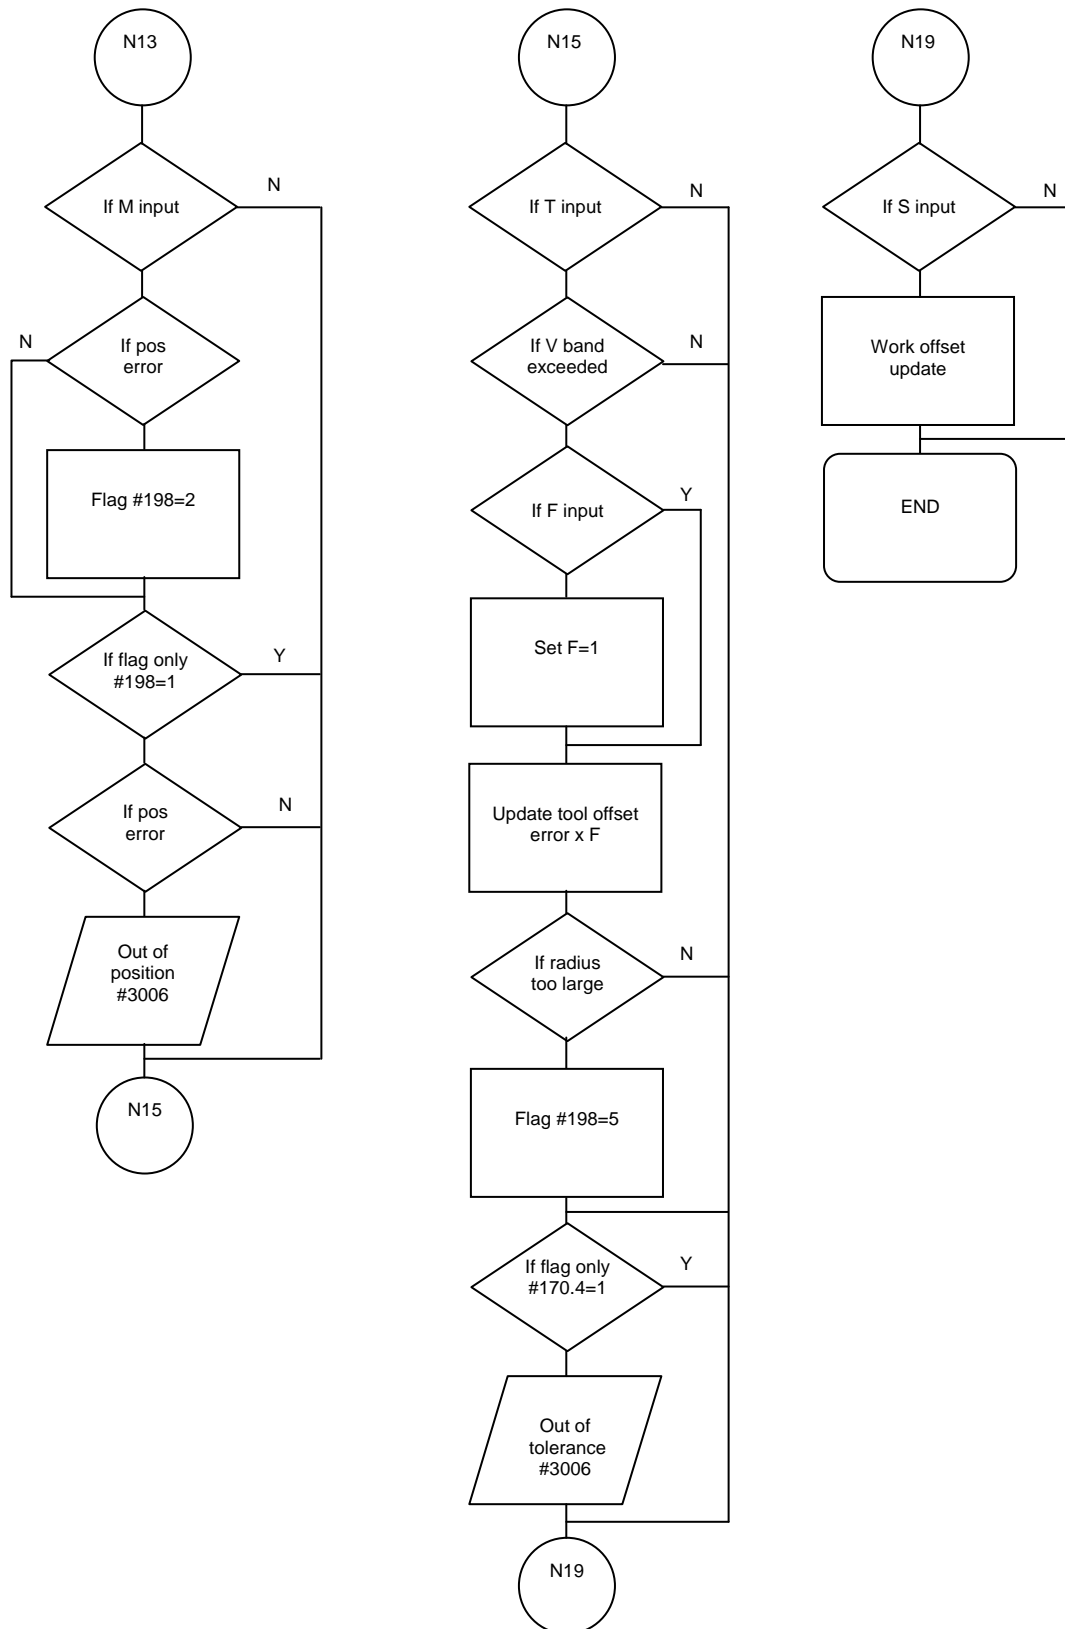 N13
If M input
N
If pos
error
N
Flag #198=2
If flag only
#198=1
Y
If pos
error
N
Out of
position
#3006
N15
N15
If T input
N
If V band
exceeded
N
If F input
Y
Set F=1
Update tool offset
error x F
If radius
too large
N
Flag #198=5
If flag only
#170.4=1
Y
Out of
tolerance
#3006
N19
N19
If S input
N
Work offset
update
END